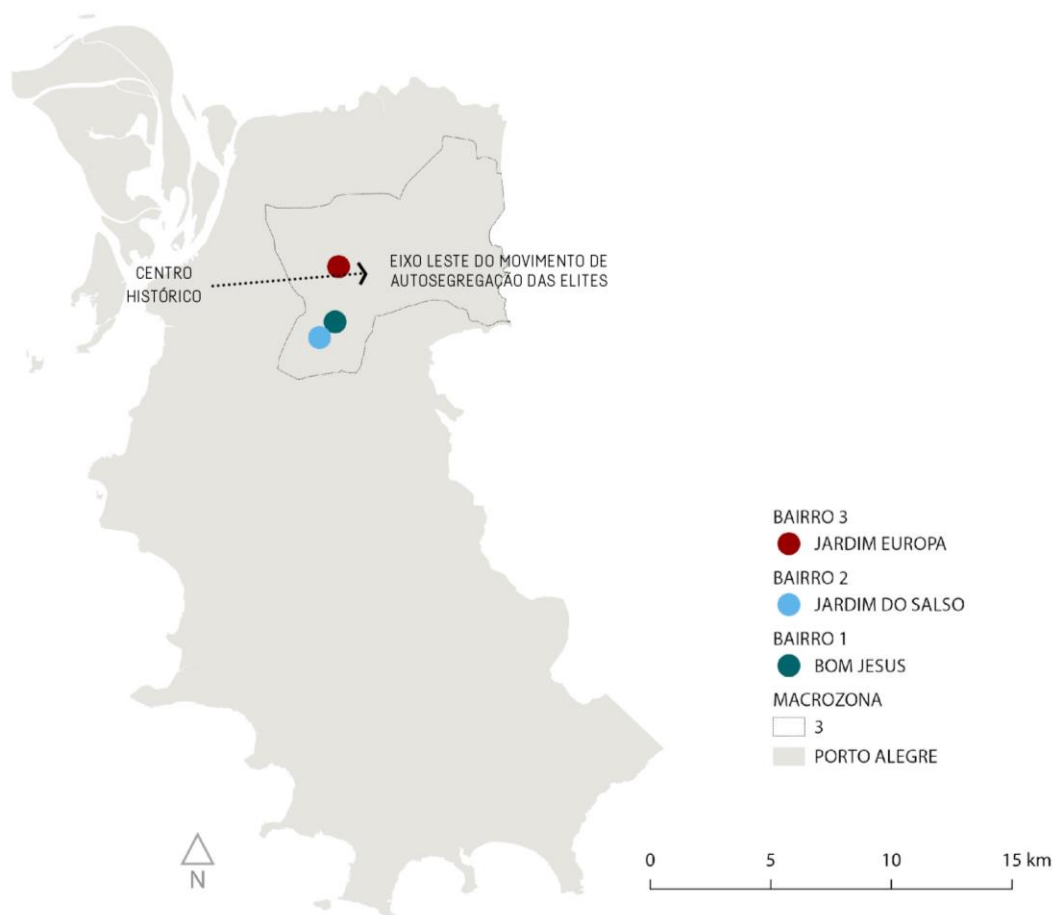 CENTRO
HISTÓRICO
EIXO LESTE DO MOVIMENTO DE
AUTOSEGREGAÇÃO DAS ELITES
BAIRRO 3
JARDIM EUROPA
BAIRRO 2
JARDIM DO SALSO
BAIRRO 1
BOM JESUS
MACROZONA
3
PORTO ALEGRE
N
0 5 10 15 km